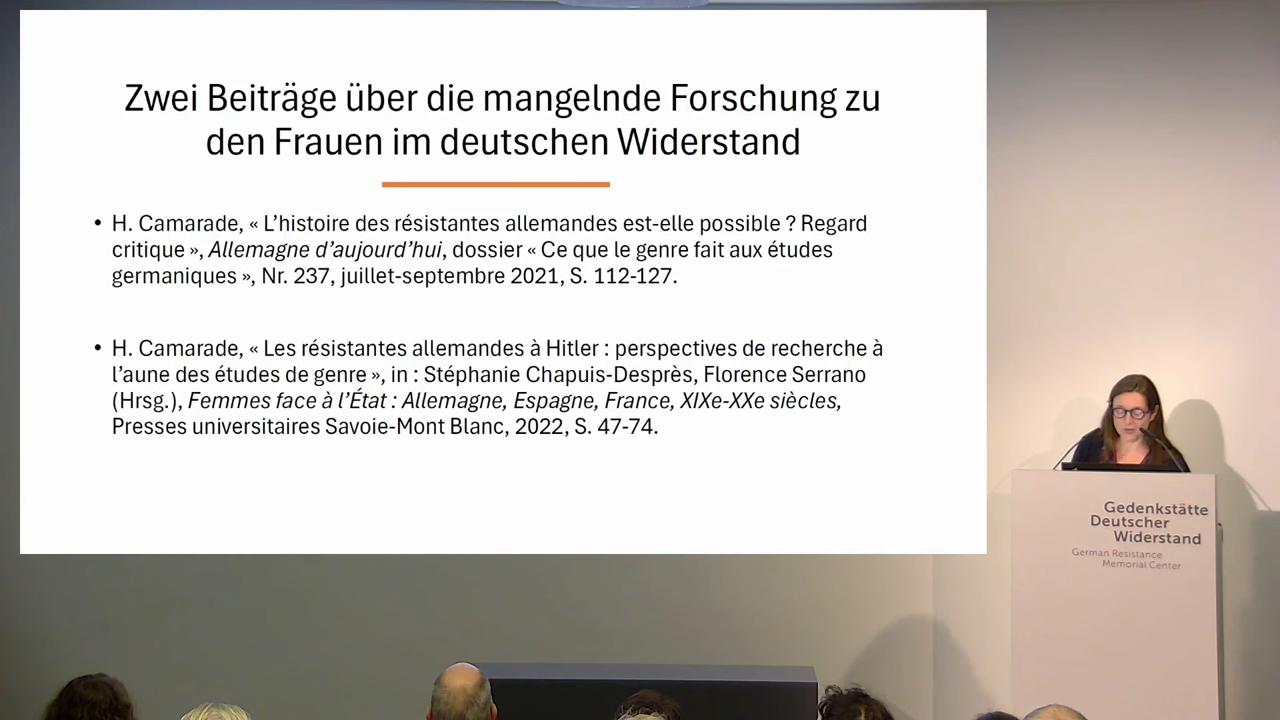 Zwei Beiträge über die mangelnde Forschung zu
den Frauen im deutschen Widerstand
• H. Camarade, « L’histoire des résistantes allemandes est-elle possible ? Regard
critique », Allemagne d’aujourd’hui, dossier « Ce que le genre fait aux études
germaniques », Nr. 237, juillet-septembre 2021, S. 112-127.
• H. Camarade, « Les résistantes allemandes à Hitler : perspectives de recherche à
l’aune des études de genre », in : Stéphanie Chapuis-Desprès, Florence Serrano
(Hrsg.), Femmes face à l’État : Allemagne, Espagne, France, XIXe-XXe siècles,
Presses universitaires Savoie-Mont Blanc, 2022, S. 47-74.
Gedenkstätte
Deutscher
Widerstand
German Resistance
Memorial Center